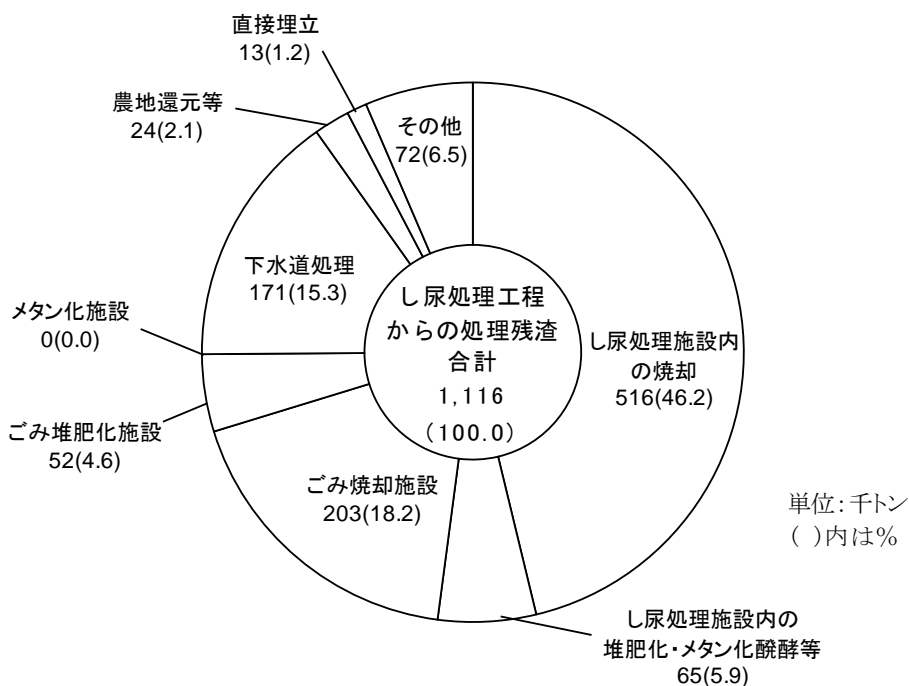 直接埋立
13(1.2)
農地還元等
24(2.1)
その他
72(6.5)
下水道処理
171(15.3)
メタン化施設
0(0.0)
ごみ堆肥化施設
52(4.6)
ごみ焼却施設
203(18.2)
し尿処理工程
からの処理残渣
合計
1,116
(100.0)
し尿処理施設内
の焼却
516(46.2)
単位:千トン
( )内は%
し尿処理施設内の
堆肥化・メタン化醗酵等
65(5.9)